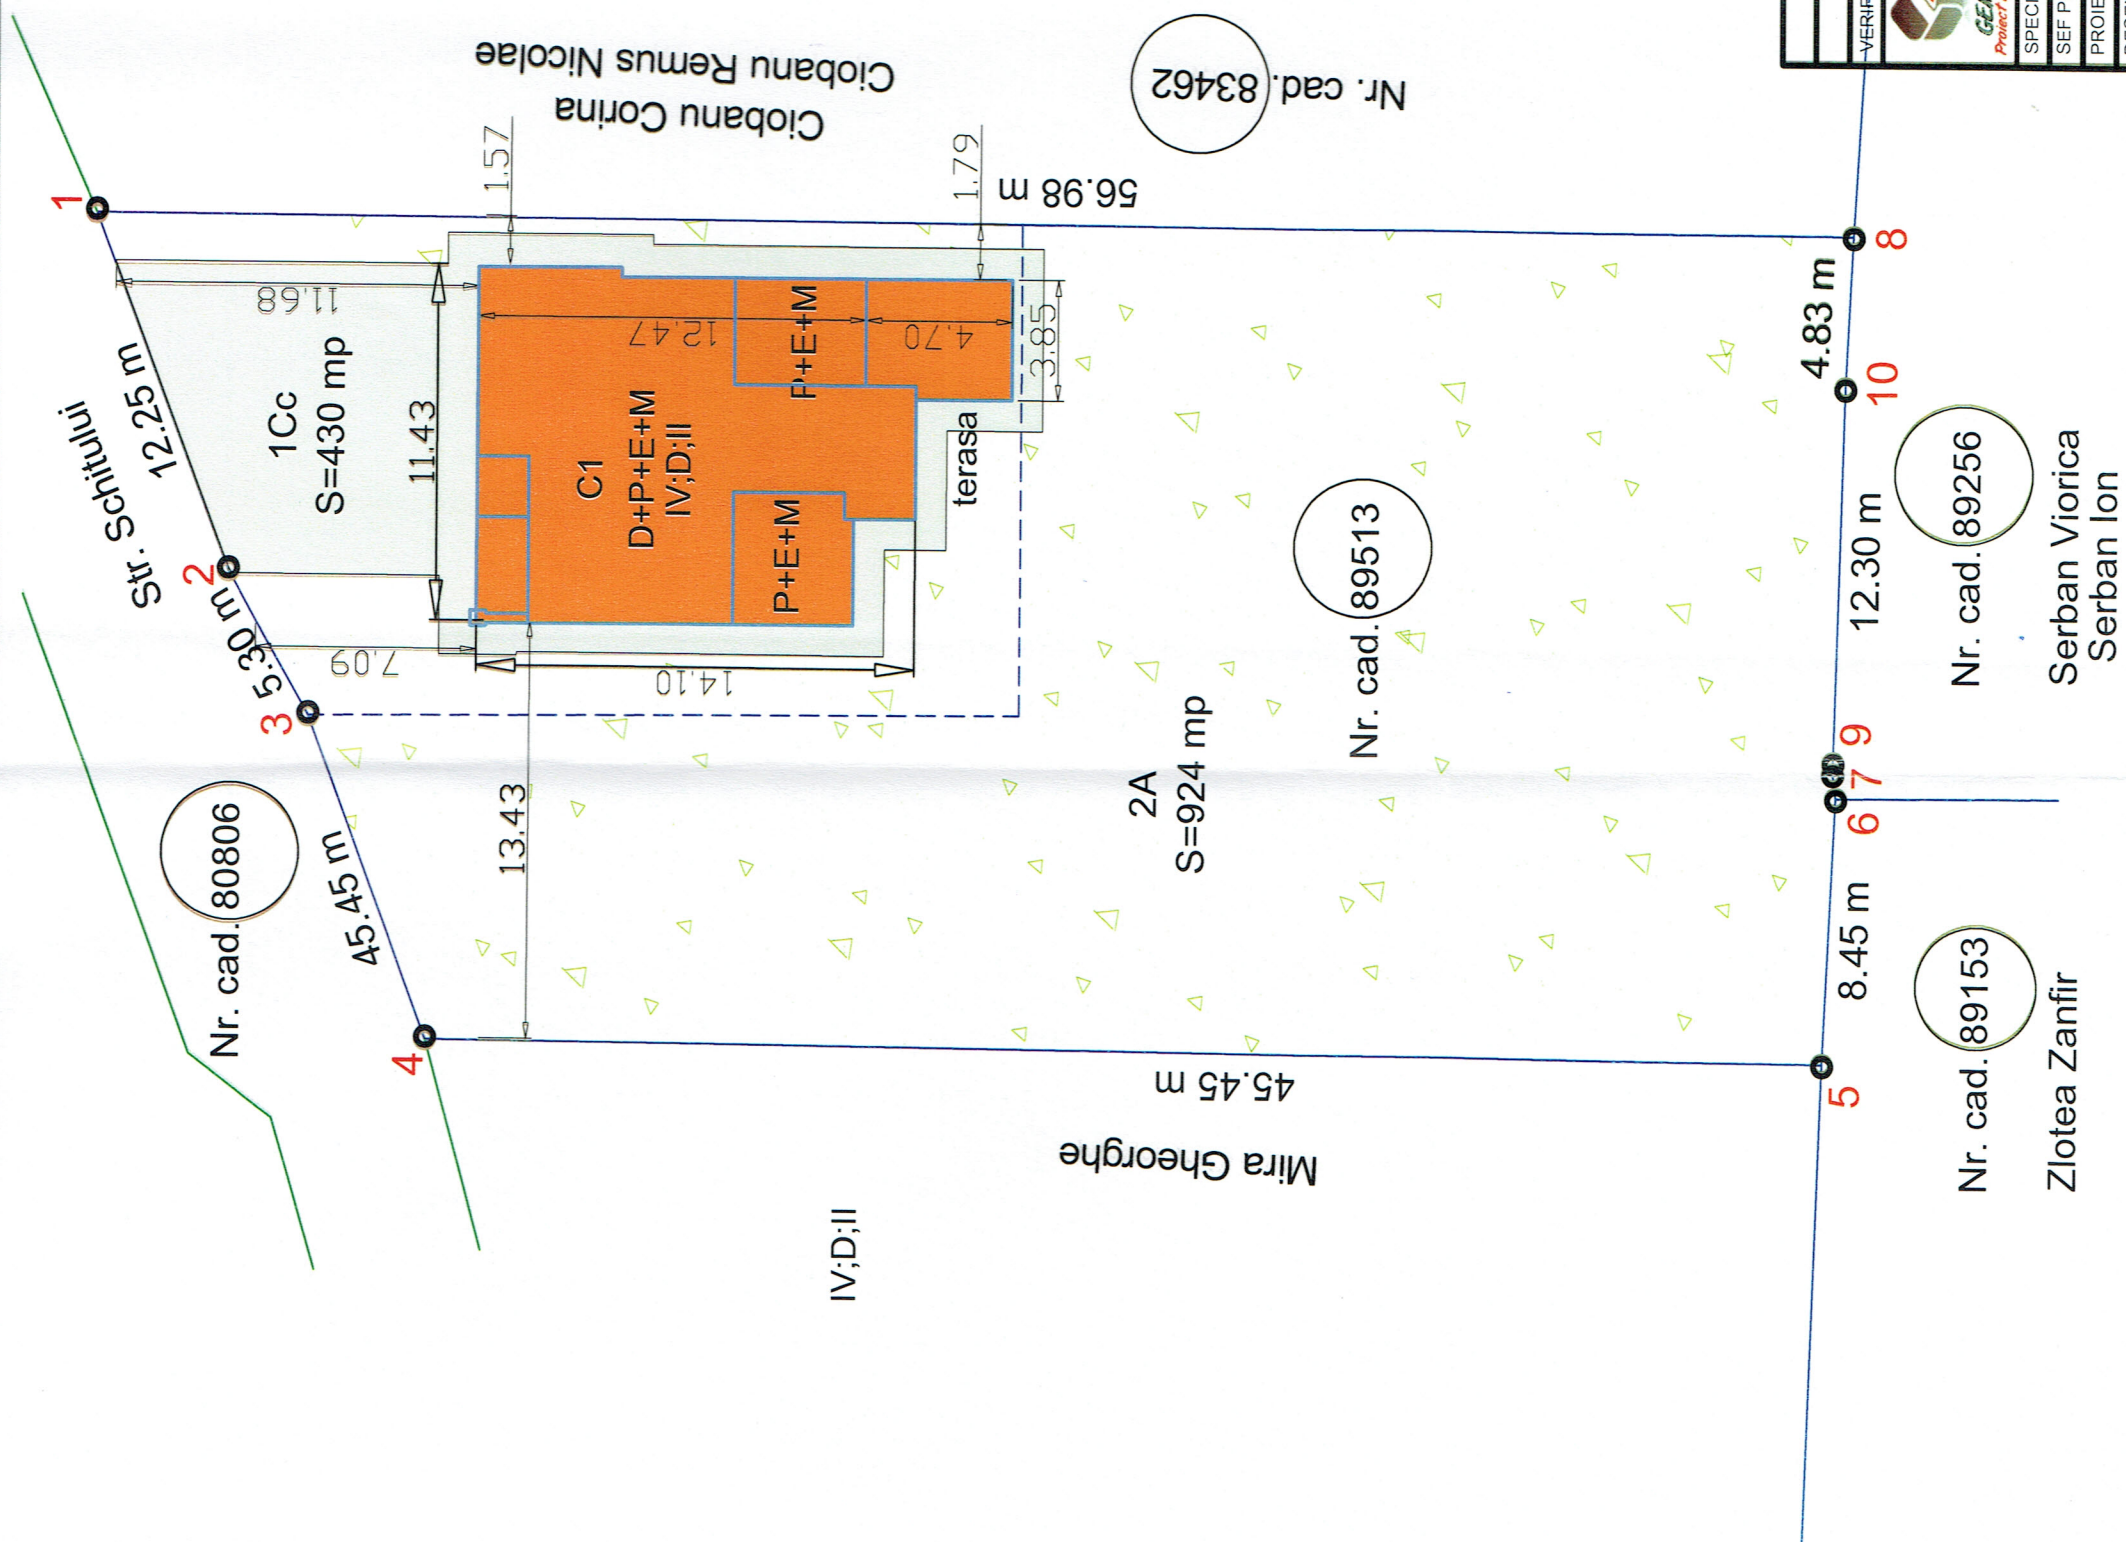 1
Str. Schitului
12.25 m
2
5.30 m
3
45.45 m
4
Nr. cad. 80806
1Cc
S=430 mp
11.68
11.43
7.09
13.43
14.10
C1
D+P+E+M
IV;D;II
12.47
P+E+M
P+E+M
4.70
3.85
terasa
1.57
1.79
Ciobanu Corina
Ciobanu Remus Nicolae
56.98 m
Nr. cad. 83462
Nr. cad. 89513
2A
S=924 mp
45.45 m
Mira Gheorghe
IV;D;II
8
4.83 m
10
12.30 m
9
7
6
8.45 m
5
Nr. cad. 89256
Serban Viorica
Serban Ion
Nr. cad. 89153
Zlotea Zanfir
Proiect
SEF P